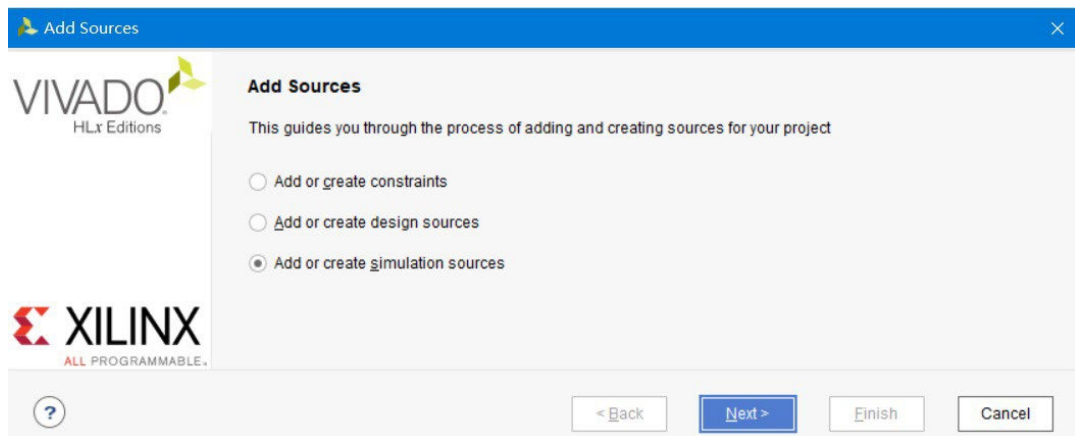 Add Sources
VIVADO
HLx Editions
Add Sources
This guides you through the process of adding and creating sources for your project
Add or create constraints
Add or create design sources
Add or create simulation sources
XILINX
ALL PROGRAMMABLE™
?
< Back
Next >
Finish
Cancel